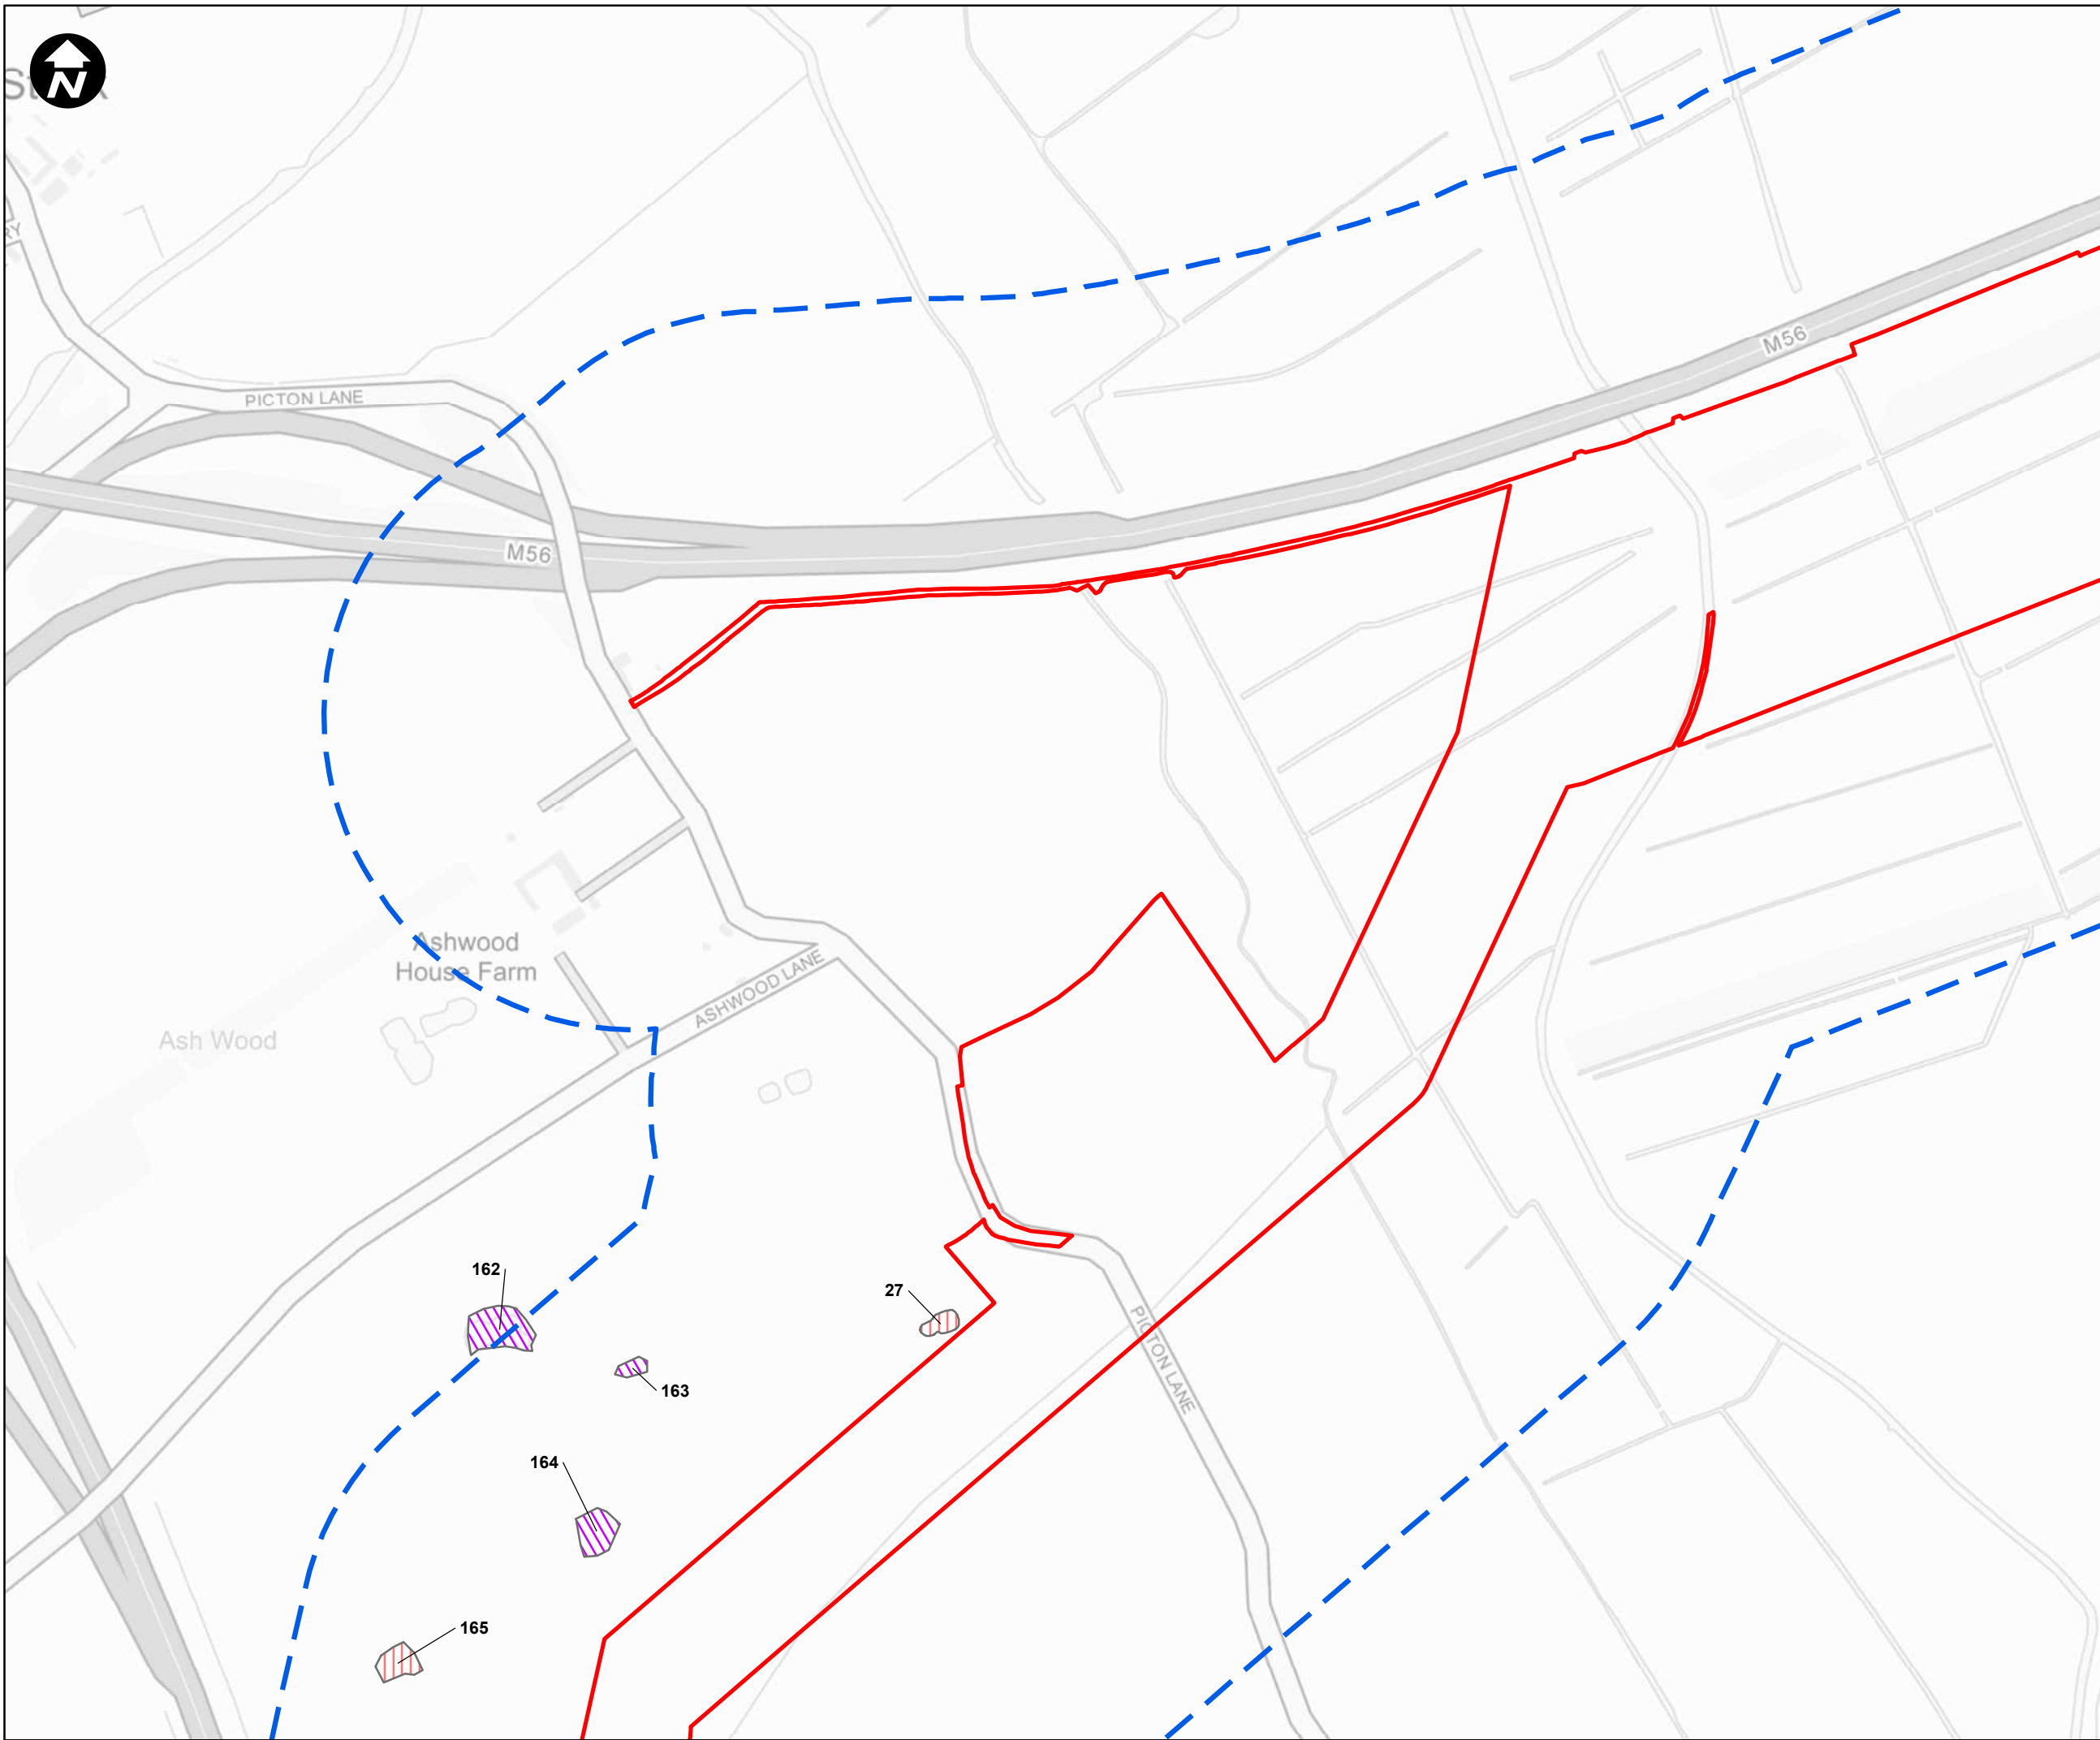 N
PICTON LANE
M56
M56
Ashwood
House Farm
ASHWOOD LANE
Ash Wood
162
27
163
PICTON LANE
164
165